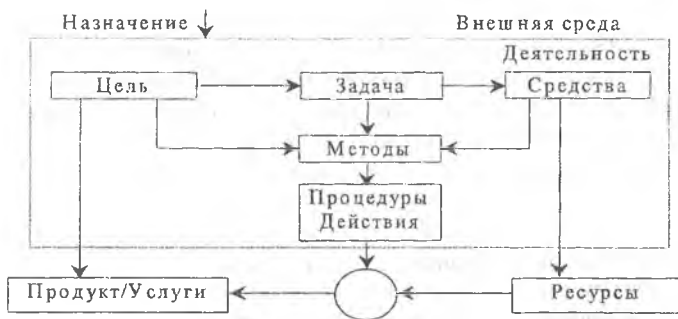 Назначение
Внешняя среда
Деятельность
Цель
Задача
Средства
Методы
Процедуры
Действия
Продукт/Услуги
Ресурсы